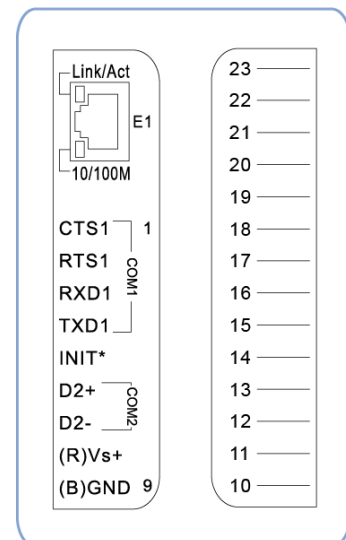 Link/Act
E1
10/100M
CTS1 1
RTS1
RXD1
TXD1
COM1
INIT*
D2+
D2-
COM2
(R)Vs+
(B)GND 9
23
22
21
20
19
18
17
16
15
14
13
12
11
10